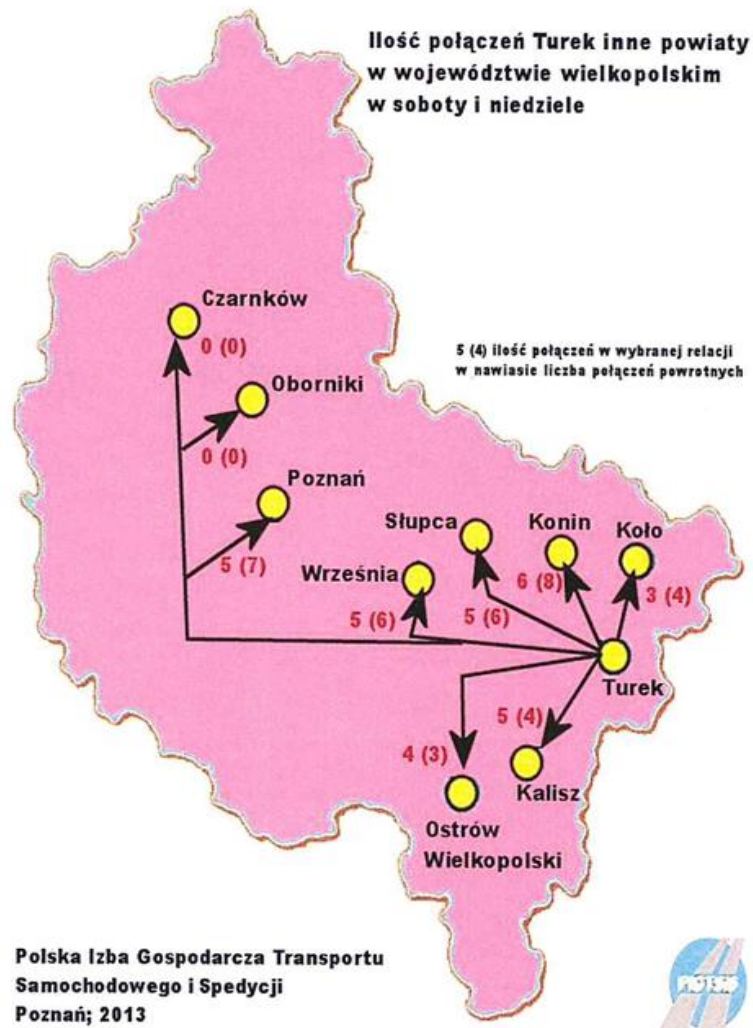 Ilość połączeń Turek inne powiaty
w województwie wielkopolskim
w soboty i niedziele
Czarnków
0 (0)
5 (4) ilość połączeń w wybranej relacji
w nawiasie liczba połączeń powrotnych
Oborniki
0 (0)
Poznań
5 (7)
Słupca
Konin
Koło
Września
6 (8)
3 (4)
5 (6)
5 (6)
Turek
5 (4)
4 (3)
Kalisz
Ostrów
Wielkopolski
Polska Izba Gospodarcza Transportu
Samochodowego i Spedycji
Poznań; 2013